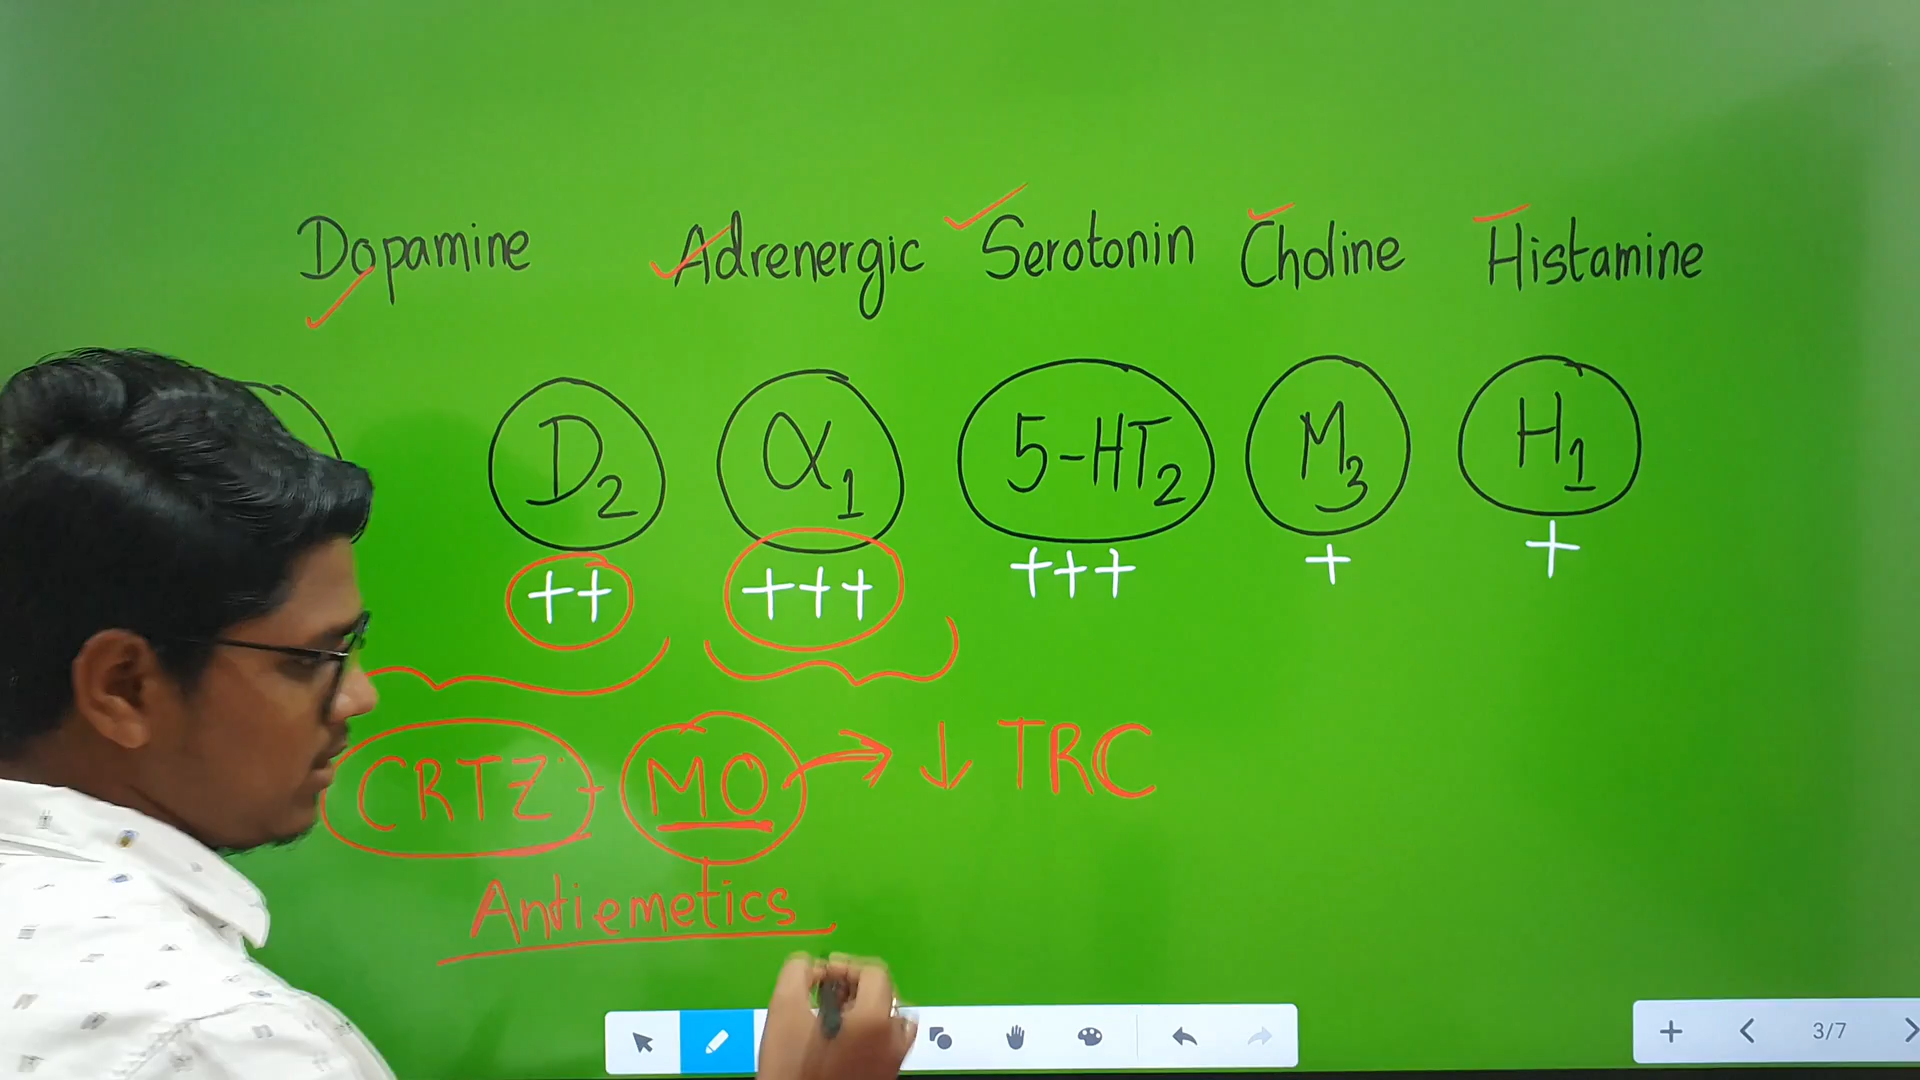 Dopamine Adrenergic Serotonin Choline Histamine
D2 α1 5-HT2 M3 H1
++ +++ +++ + +
CRTZ - MO → ↓ TRC
Antiemetics
3/7